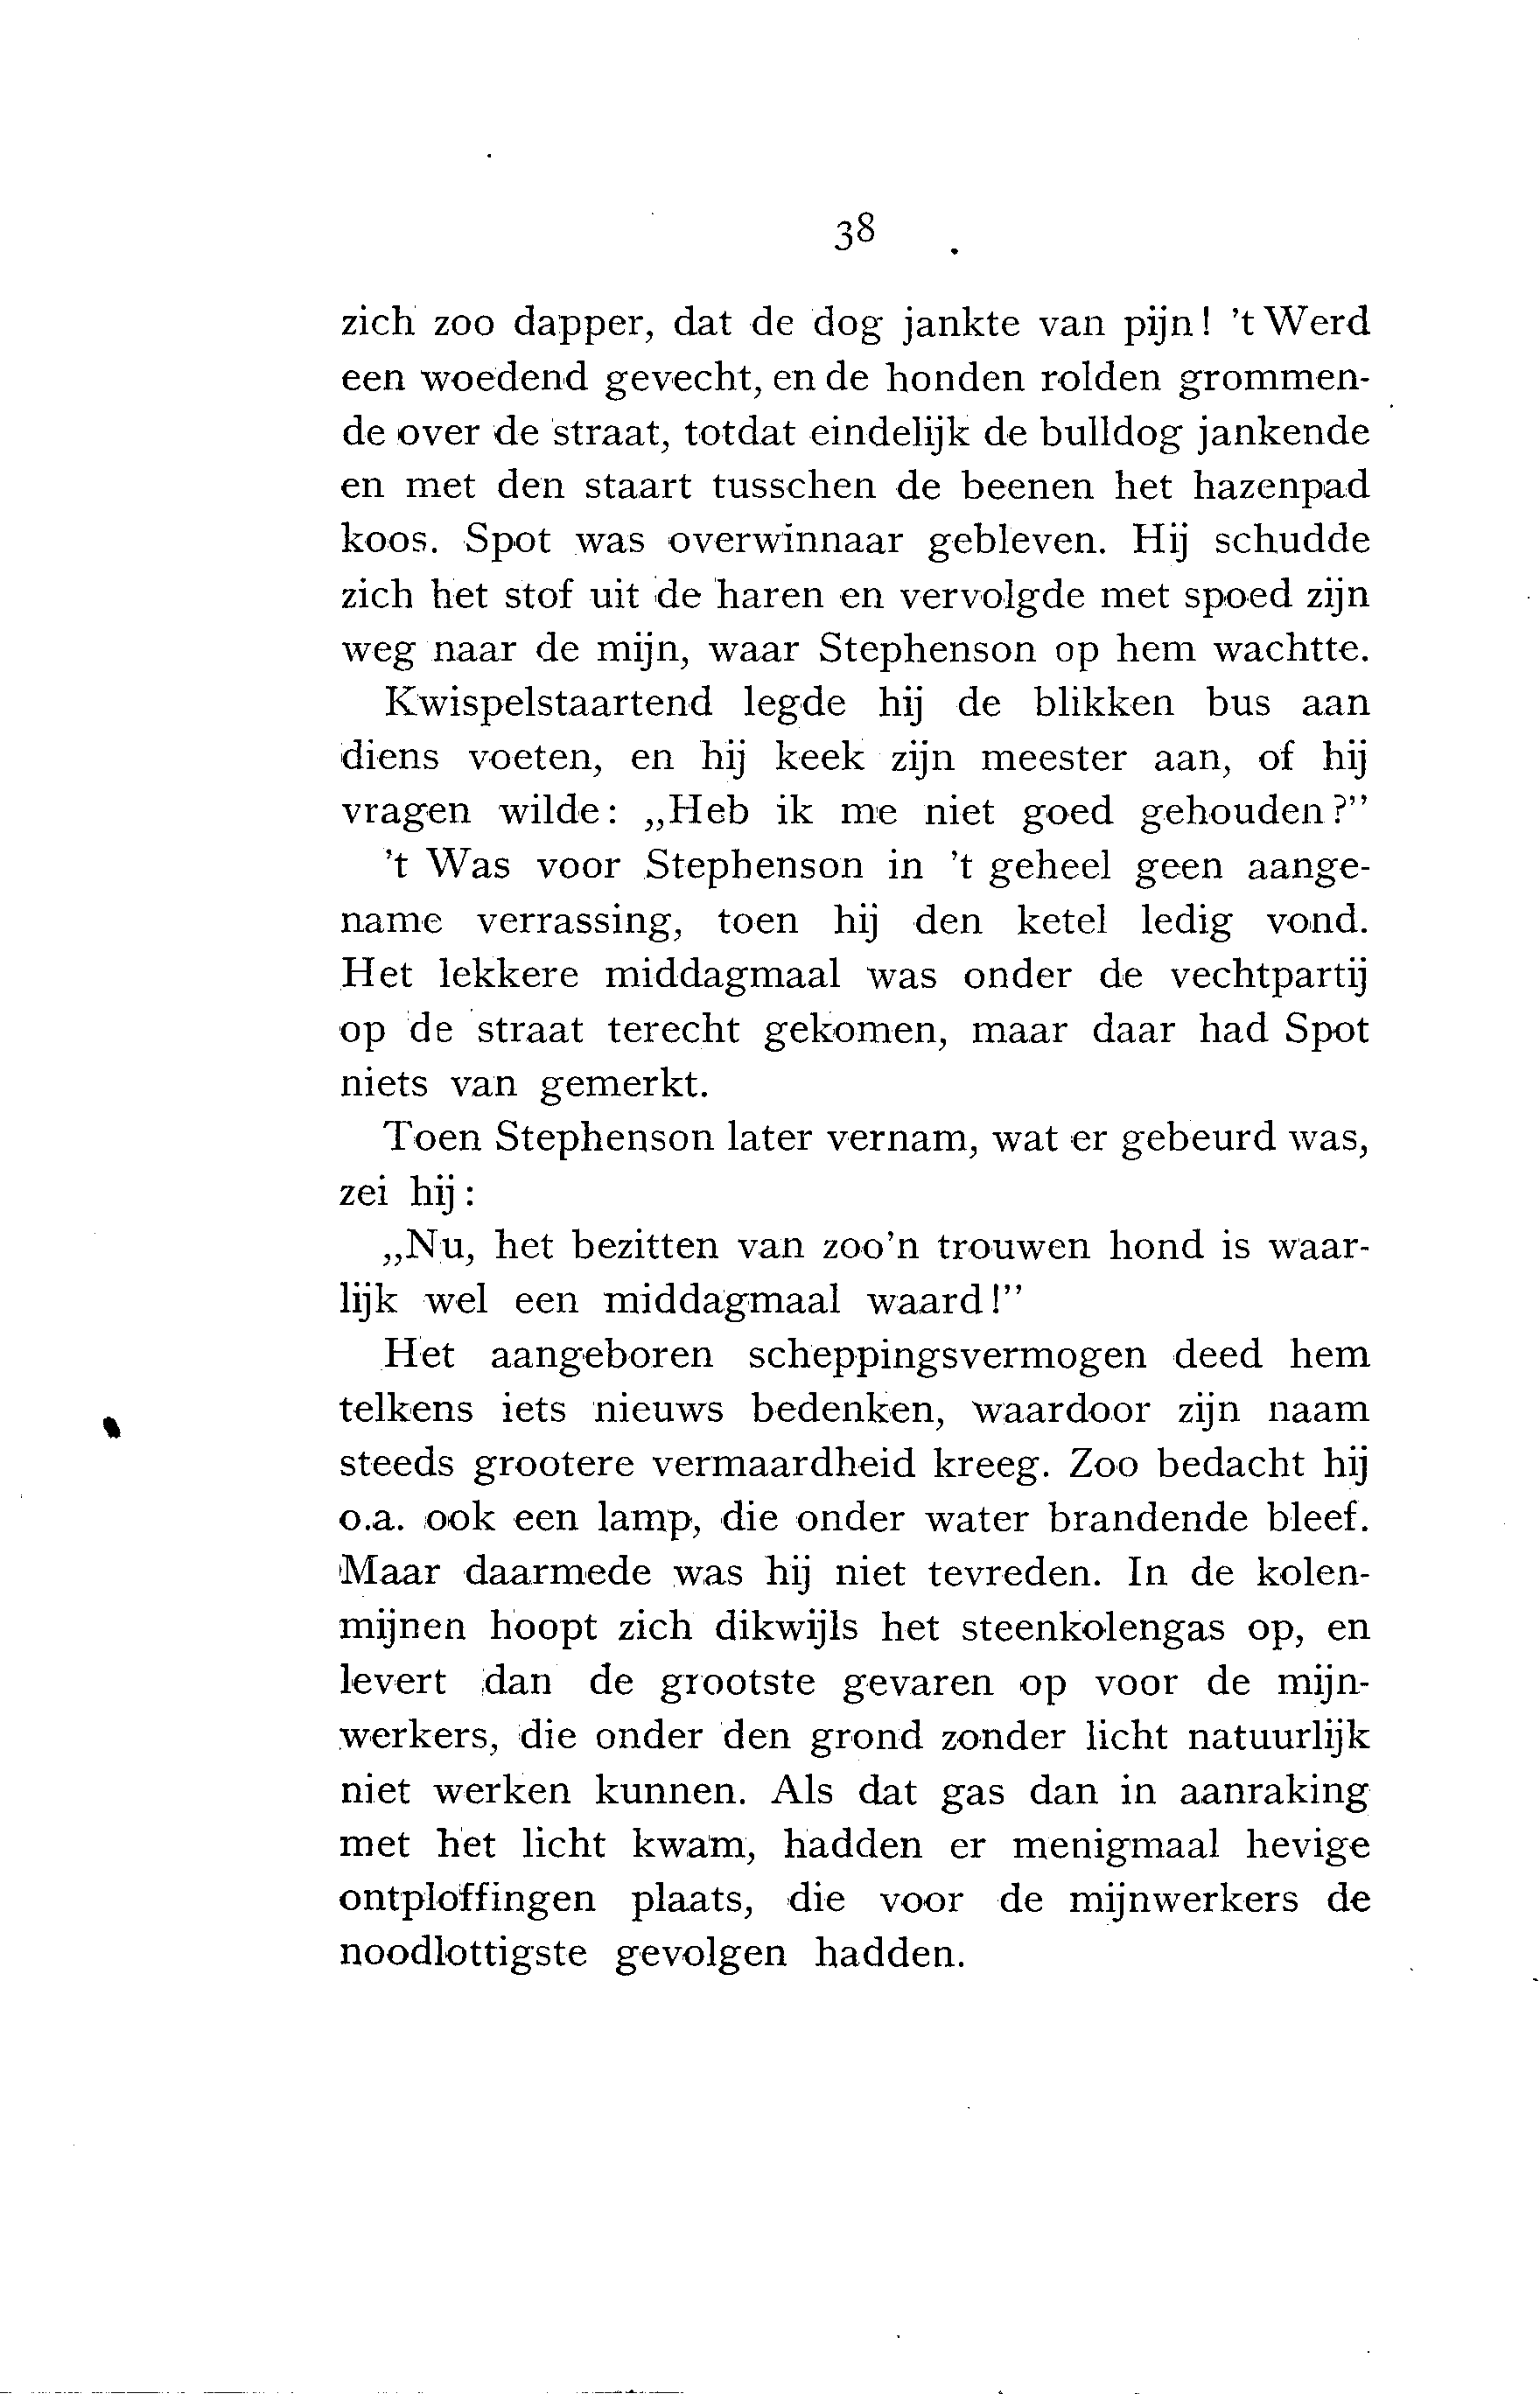 38
zich zoo dapper, dat de dog jankte van pijn! 't Werd
een woedend gevecht, en de honden rolden grommen-
de over de straat, totdat eindelijk de bulldog jankende
en met den staart tusschen de beenen het hazenpad
koos. Spot was overwinnaar gebleven. Hij schudde
zich het stof uit de haren en vervolgde met spoed zijn
weg naar de mijn, waar Stephenson op hem wachtte.
Kwispelstaartend legde hij de blikken bus aan
diens voeten, en hij keek zijn meester aan, of hij
vragen wilde: „Heb ik me niet goed gehouden?”
't Was voor Stephenson in 't geheel geen aange-
name verrassing, toen hij den ketel ledig vond.
Het lekkere middagmaal was onder de vechtpartij
op de straat terecht gekomen, maar daar had Spot
niets van gemerkt.
Toen Stephenson later vernam, wat er gebeurd was,
zei hij:
„Nu, het bezitten van zoo'n trouwen hond is waar-
lijk wel een middagmaal waard!”
Het aangeboren scheppingsvermogen deed hem
telkens iets nieuws bedenken, waardoor zijn naam
steeds grootere vermaardheid kreeg. Zoo bedacht hij
o.a. ook een lamp, die onder water brandende bleef.
Maar daarmede was hij niet tevreden. In de kolen-
mijnen hoopt zich dikwijls het steenkolengas op, en
levert dan de grootste gevaren op voor de mijn-
werkers, die onder den grond zonder licht natuurlijk
niet werken kunnen. Als dat gas dan in aanraking
met het licht kwam, hadden er menigmaal hevige
ontploffingen plaats, die voor de mijnwerkers de
noodlottigste gevolgen hadden.